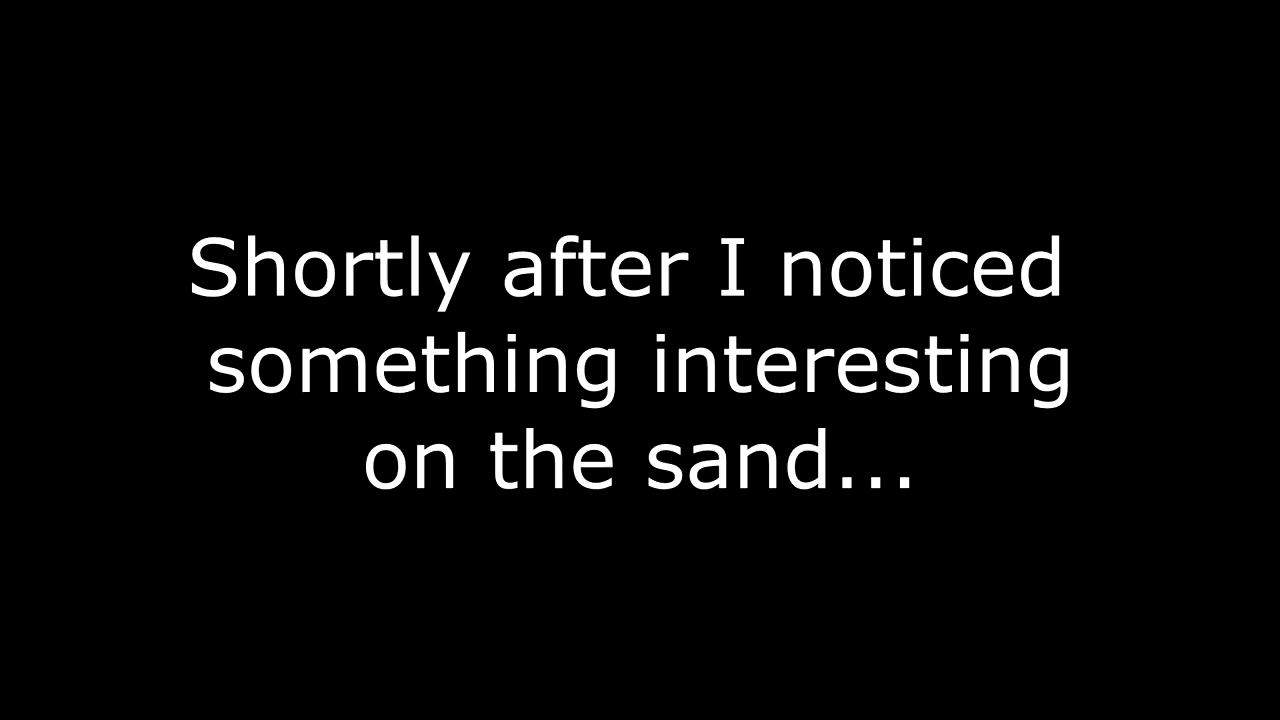 Shortly after I noticed
something interesting
on the sand...